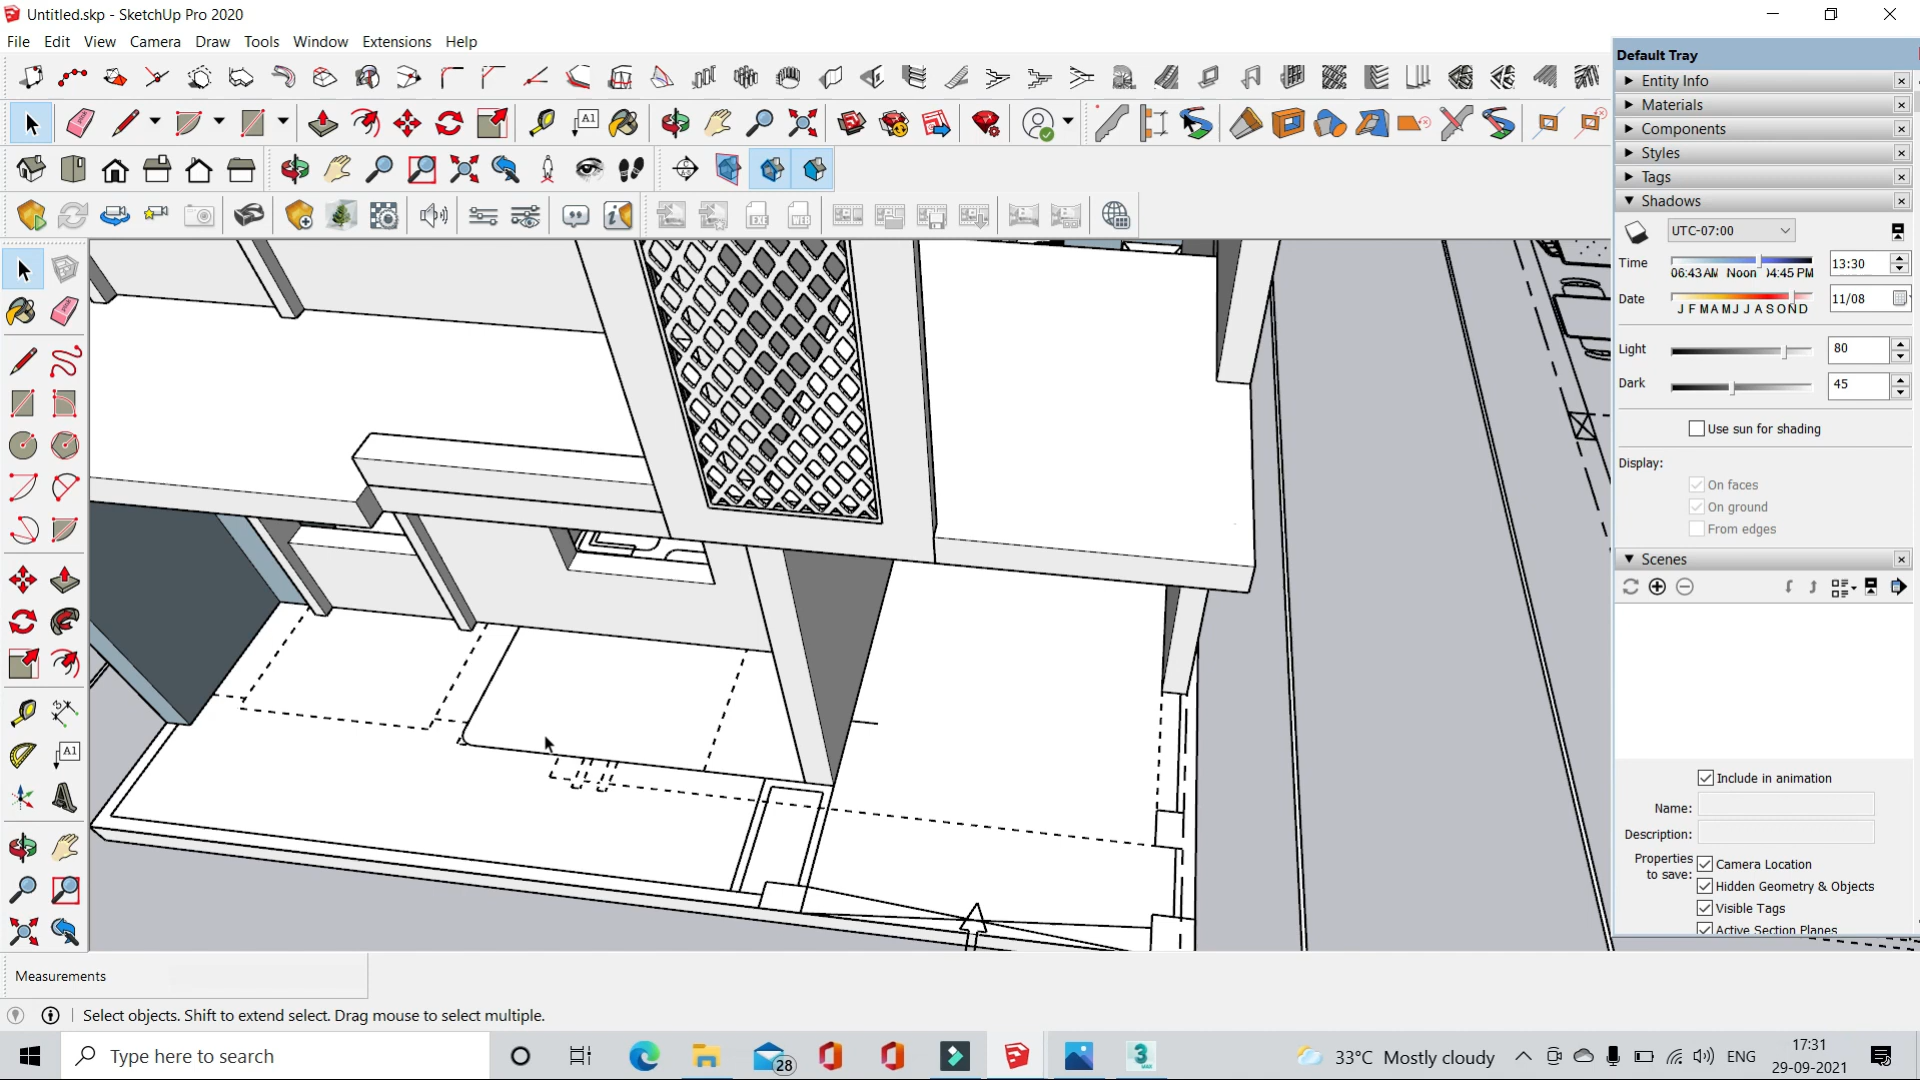 Untitled.skp - SketchUp Pro 2020
File Edit View Camera Draw Tools Window Extensions Help
Default Tray
Entity Info
Materials
Components
Styles
Tags
Shadows
UTC-07:00
Time 06:43 AM Noon 04:45 PM 13:30
Date J F M A M J J A S O N D 11/08
Light 80
Dark 45
Use sun for shading
Display:
On faces
On ground
From edges
Scenes
Include in animation
Name:
Description:
Properties to save:
Camera Location
Hidden Geometry & Objects
Visible Tags
Active Section Planes
A1
Measurements
Select objects. Shift to extend select. Drag mouse to select multiple.
Type here to search
28
3
33°C Mostly cloudy
ENG
17:31
29-09-2021